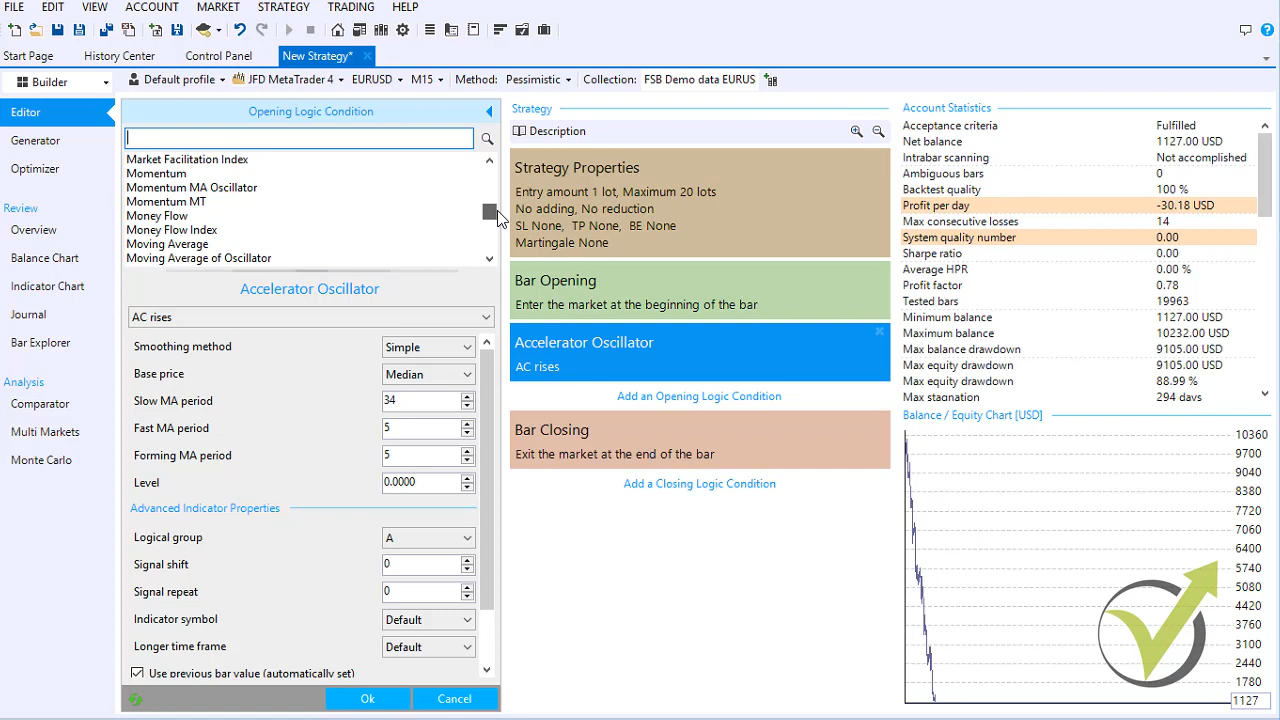 FILE EDIT VIEW ACCOUNT MARKET STRATEGY TRADING HELP
Start Page History Center Control Panel New Strategy*
Builder Default profile JFD MetaTrader 4 EURUSD M15 Method: Pessimistic Collection: FSB Demo data EURUS
Editor
Generator
Optimizer
Review
Overview
Balance Chart
Indicator Chart
Journal
Bar Explorer
Analysis
Comparator
Multi Markets
Monte Carlo
Opening Logic Condition
Market Facilitation Index
Momentum
Momentum MA Oscillator
Momentum MT
Money Flow
Money Flow Index
Moving Average
Moving Average of Oscillator
Accelerator Oscillator
AC rises
Smoothing method Simple
Base price Median
Slow MA period 34
Fast MA period 5
Forming MA period 5
Level 0.0000
Advanced Indicator Properties
Logical group A
Signal shift 0
Signal repeat 0
Indicator symbol Default
Longer time frame Default
Use previous bar value (automatically set)
Ok Cancel
Strategy
Description
Strategy Properties
Entry amount 1 lot, Maximum 20 lots
No adding, No reduction
SL None, TP None, BE None
Martingale None
Bar Opening
Enter the market at the beginning of the bar
Accelerator Oscillator
AC rises
Add an Opening Logic Condition
Bar Closing
Exit the market at the end of the bar
Add a Closing Logic Condition
Account Statistics
Acceptance criteria Fulfilled
Net balance 1127.00 USD
Intrabar scanning Not accomplished
Ambiguous bars 0
Backtest quality 100 %
Profit per day -30.18 USD
Max consecutive losses 14
System quality number 0.00
Sharpe ratio 0.00
Average HPR 0.00 %
Profit factor 0.78
Tested bars 19963
Minimum balance 1127.00 USD
Maximum balance 10232.00 USD
Max balance drawdown 9105.00 USD
Max equity drawdown 9105.00 USD
Max equity drawdown 88.99 %
Max stagnation 294 days
Balance / Equity Chart [USD]
10360
9700
9040
8380
7720
7060
6400
5740
5080
4420
3760
3100
2440
1780
1127